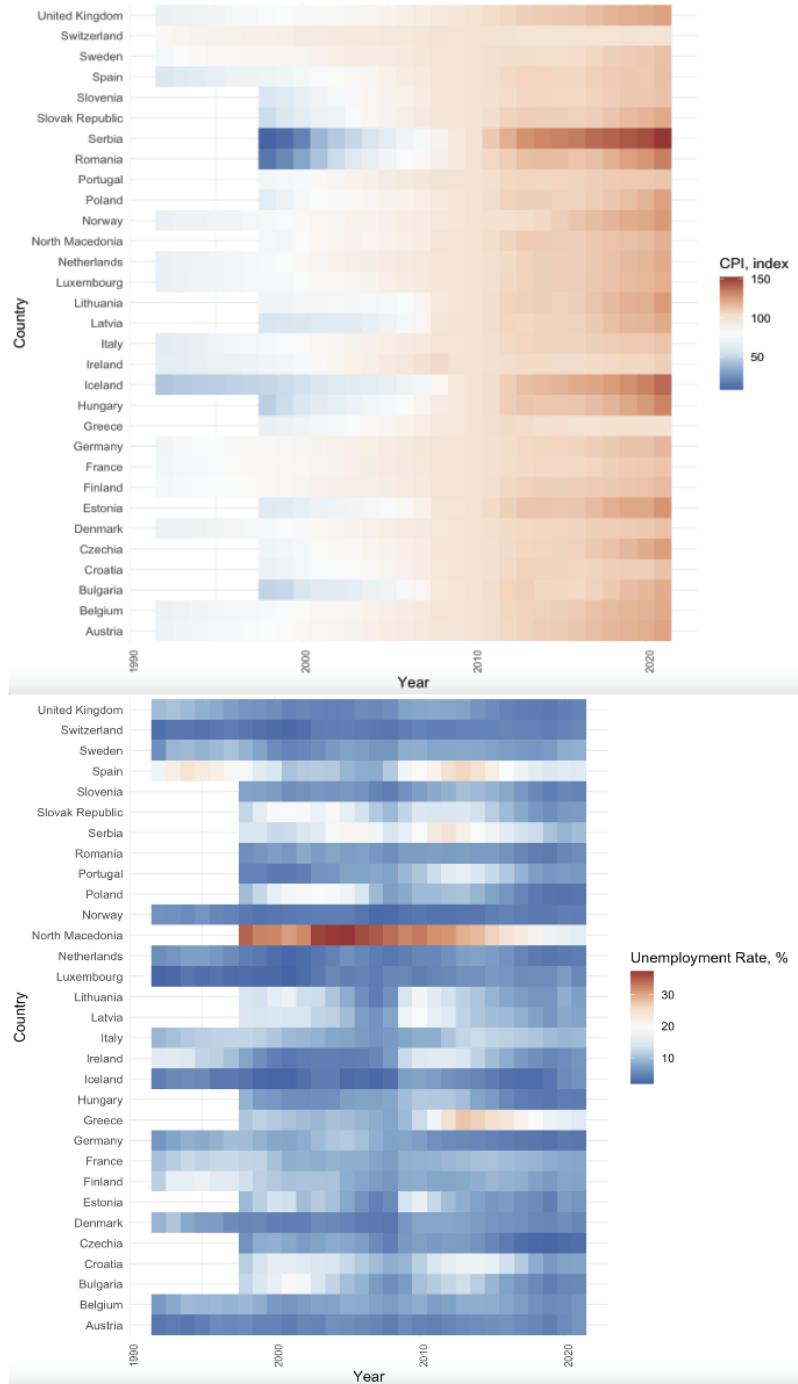 United Kingdom
Switzerland
Sweden
Spain
Slovenia
Slovak Republic
Serbia
Romania
Portugal
Poland
Norway
North Macedonia
Netherlands
Luxembourg
Lithuania
Latvia
Italy
Ireland
Iceland
Hungary
Greece
Germany
France
Finland
Estonia
Denmark
Czechia
Croatia
Bulgaria
Belgium
Austria
Country
1990
2000
2010
2020
Year
CPI, index
150
100
50
United Kingdom
Switzerland
Sweden
Spain
Slovenia
Slovak Republic
Serbia
Romania
Portugal
Poland
Norway
North Macedonia
Netherlands
Luxembourg
Lithuania
Latvia
Italy
Ireland
Iceland
Hungary
Greece
Germany
France
Finland
Estonia
Denmark
Czechia
Croatia
Bulgaria
Belgium
Austria
Country
1990
2000
2010
2020
Year
Unemployment Rate, %
30
20
10